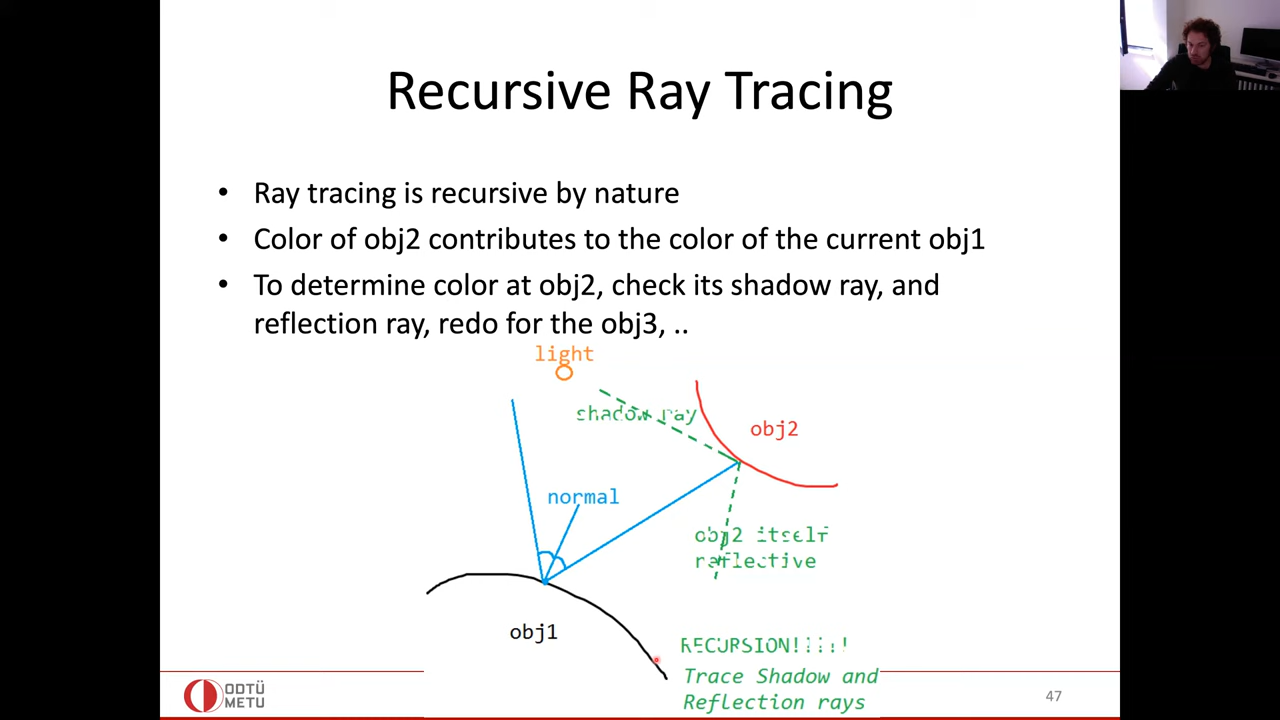 Recursive Ray Tracing
• Ray tracing is recursive by nature
• Color of obj2 contributes to the color of the current obj1
• To determine color at obj2, check its shadow ray, and
reflection ray, redo for the obj3, ..
light
shadow ray
obj2
normal
obj2 itself
reflective
obj1
RECURSION!!!!!
Trace Shadow and
Reflection rays
ODTÜ
METU
47